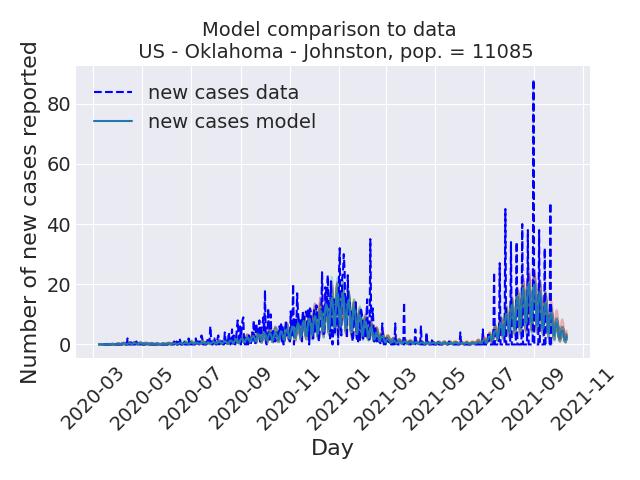 Model comparison to data
US - Oklahoma - Johnston, pop. = 11085
Number of new cases reported
80
60
40
20
0
new cases data
new cases model
2020-03
2020-05
2020-07
2020-09
2020-11
2021-01
2021-03
2021-05
2021-07
2021-09
2021-11
Day